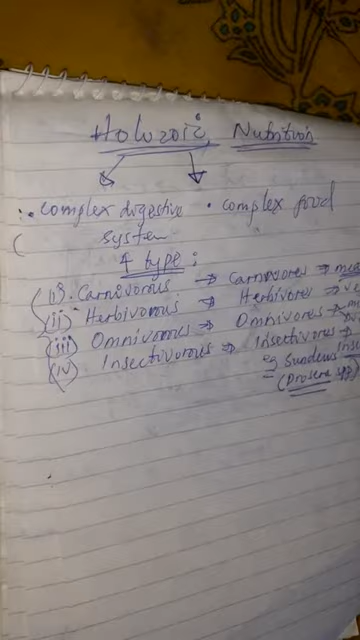 Holozoic Nutrition
• complex digestive • complex food
( system
4 type :
(i) Carnivorous → Carnivores ⇒
(ii) Herbivorous ⇒ Herbivores ⇒
(iii) Omnivorous ⇒ Omnivores ⇒
(iv) Insectivorous ⇒ Insectivores ⇒
eg Sundews
(Drosera spp)